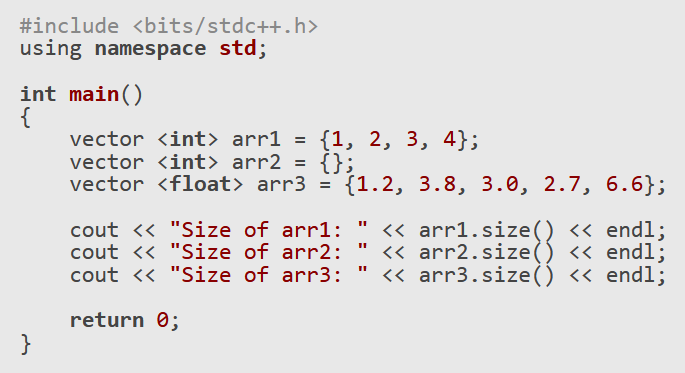 #include <bits/stdc++.h>
using namespace std;
int main()
{
    vector <int> arr1 = {1, 2, 3, 4};
    vector <int> arr2 = {};
    vector <float> arr3 = {1.2, 3.8, 3.0, 2.7, 6.6};
    cout << "Size of arr1: " << arr1.size() << endl;
    cout << "Size of arr2: " << arr2.size() << endl;
    cout << "Size of arr3: " << arr3.size() << endl;
    return 0;
}